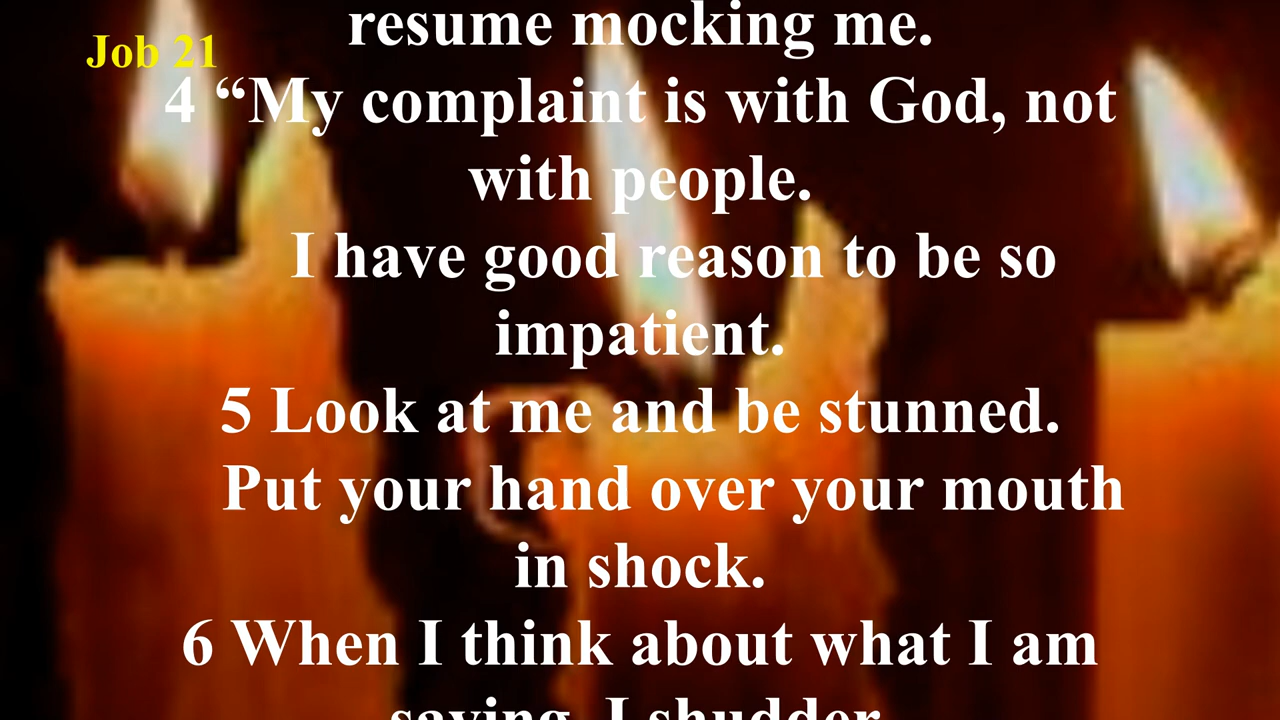 resume mocking me.
Job 21
4 “My complaint is with God, not
with people.
I have good reason to be so
impatient.
5 Look at me and be stunned.
Put your hand over your mouth
in shock.
6 When I think about what I am
saying, I shudder.